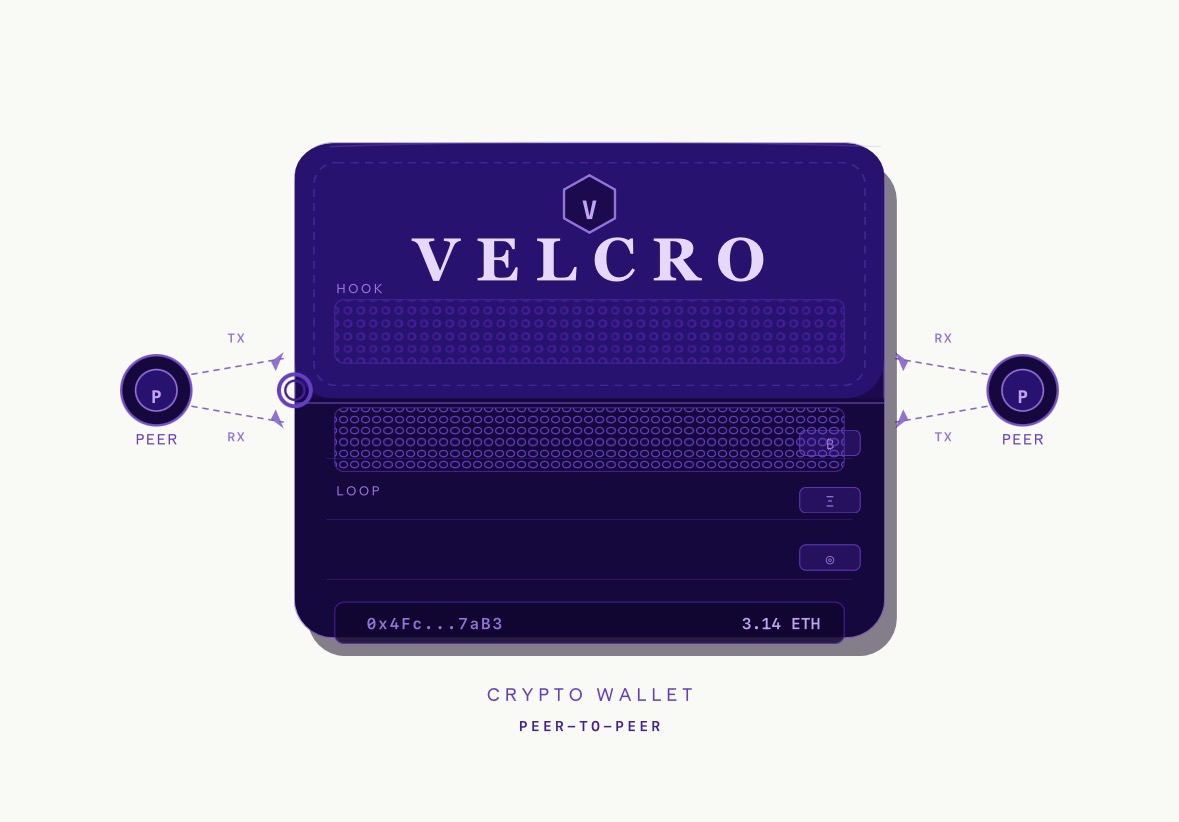 V
VELCRO
HOOK
TX
RX
P
P
PEER
PEER
RX
TX
₿
LOOP
Ξ
◎
0x4Fc...7aB3
3.14 ETH
CRYPTO WALLET
PEER—TO—PEER